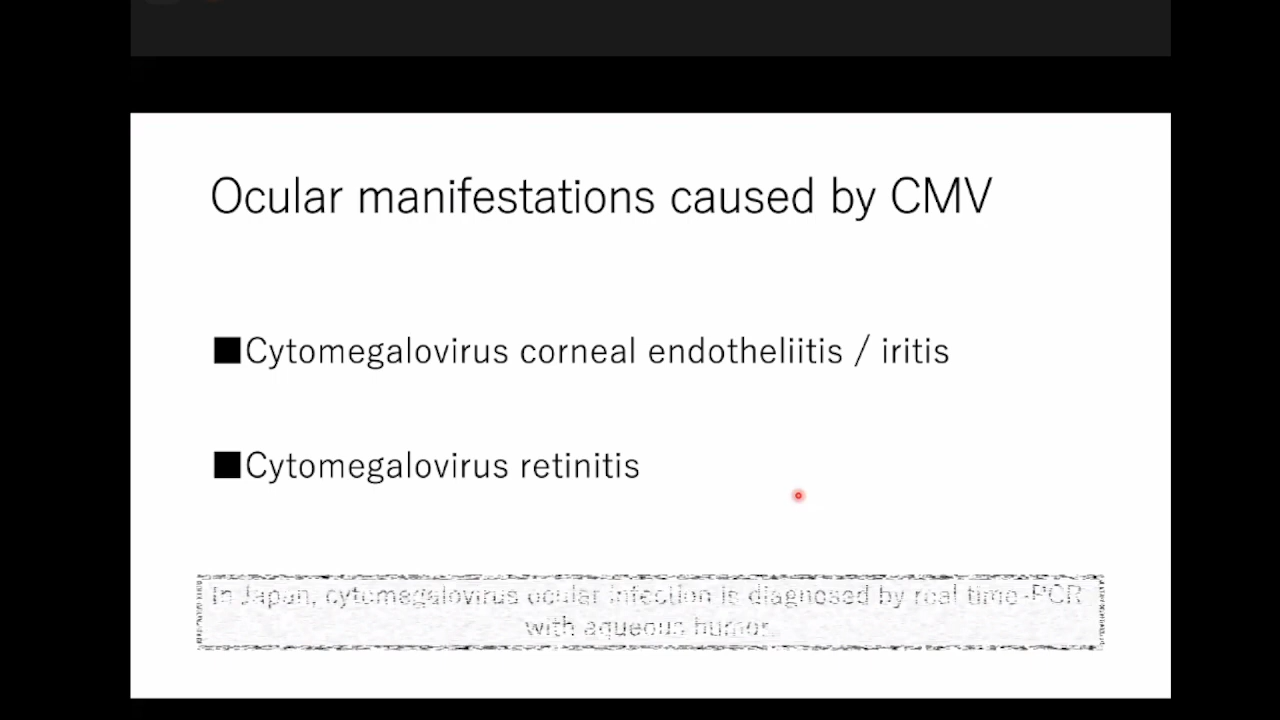 Ocular manifestations caused by CMV
■Cytomegalovirus corneal endotheliitis / iritis
■Cytomegalovirus retinitis
In Japan, cytomegalovirus ocular infection is diagnosed by real time-PCR
with aqueous humor